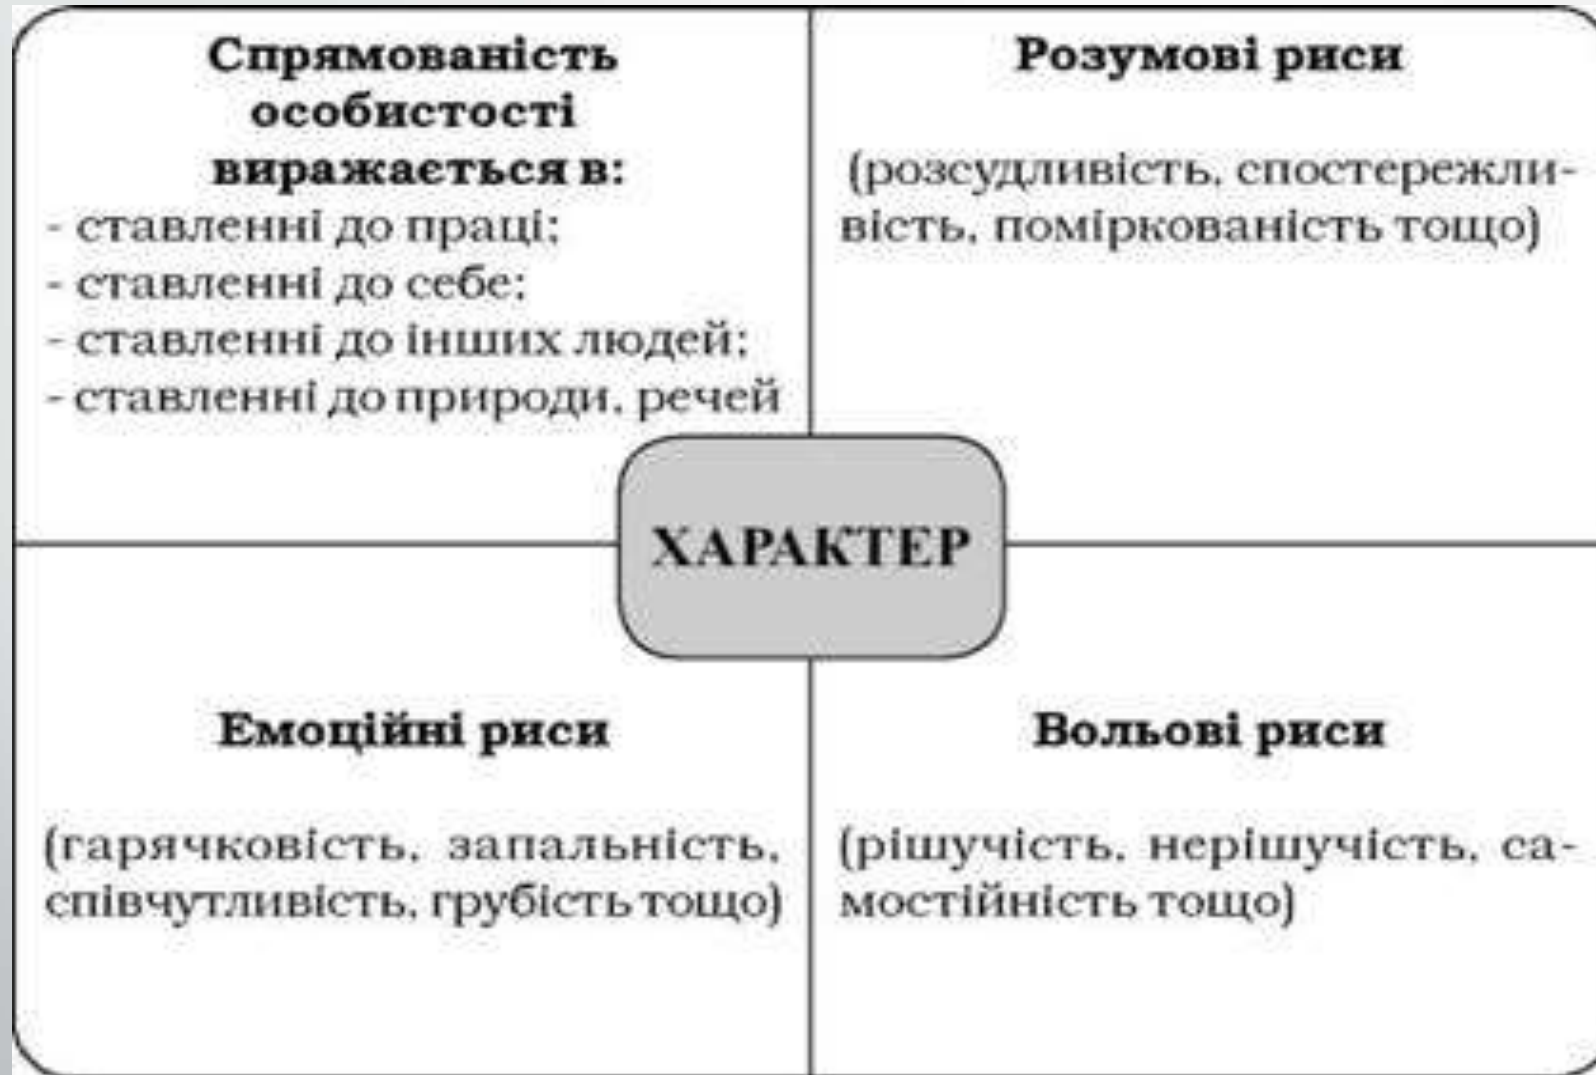 Спрямованість
особистості
виражається в:
- ставленні до праці;
- ставленні до себе;
- ставленні до інших людей;
- ставленні до природи, речей
Розумові риси
(розсудливість, спостережли-
вість, поміркованість тощо)
ХАРАКТЕР
Емоційні риси
(гарячковість, запальність,
співчутливість, грубість тощо)
Вольові риси
(рішучість, нерішучість, са-
мостійність тощо)